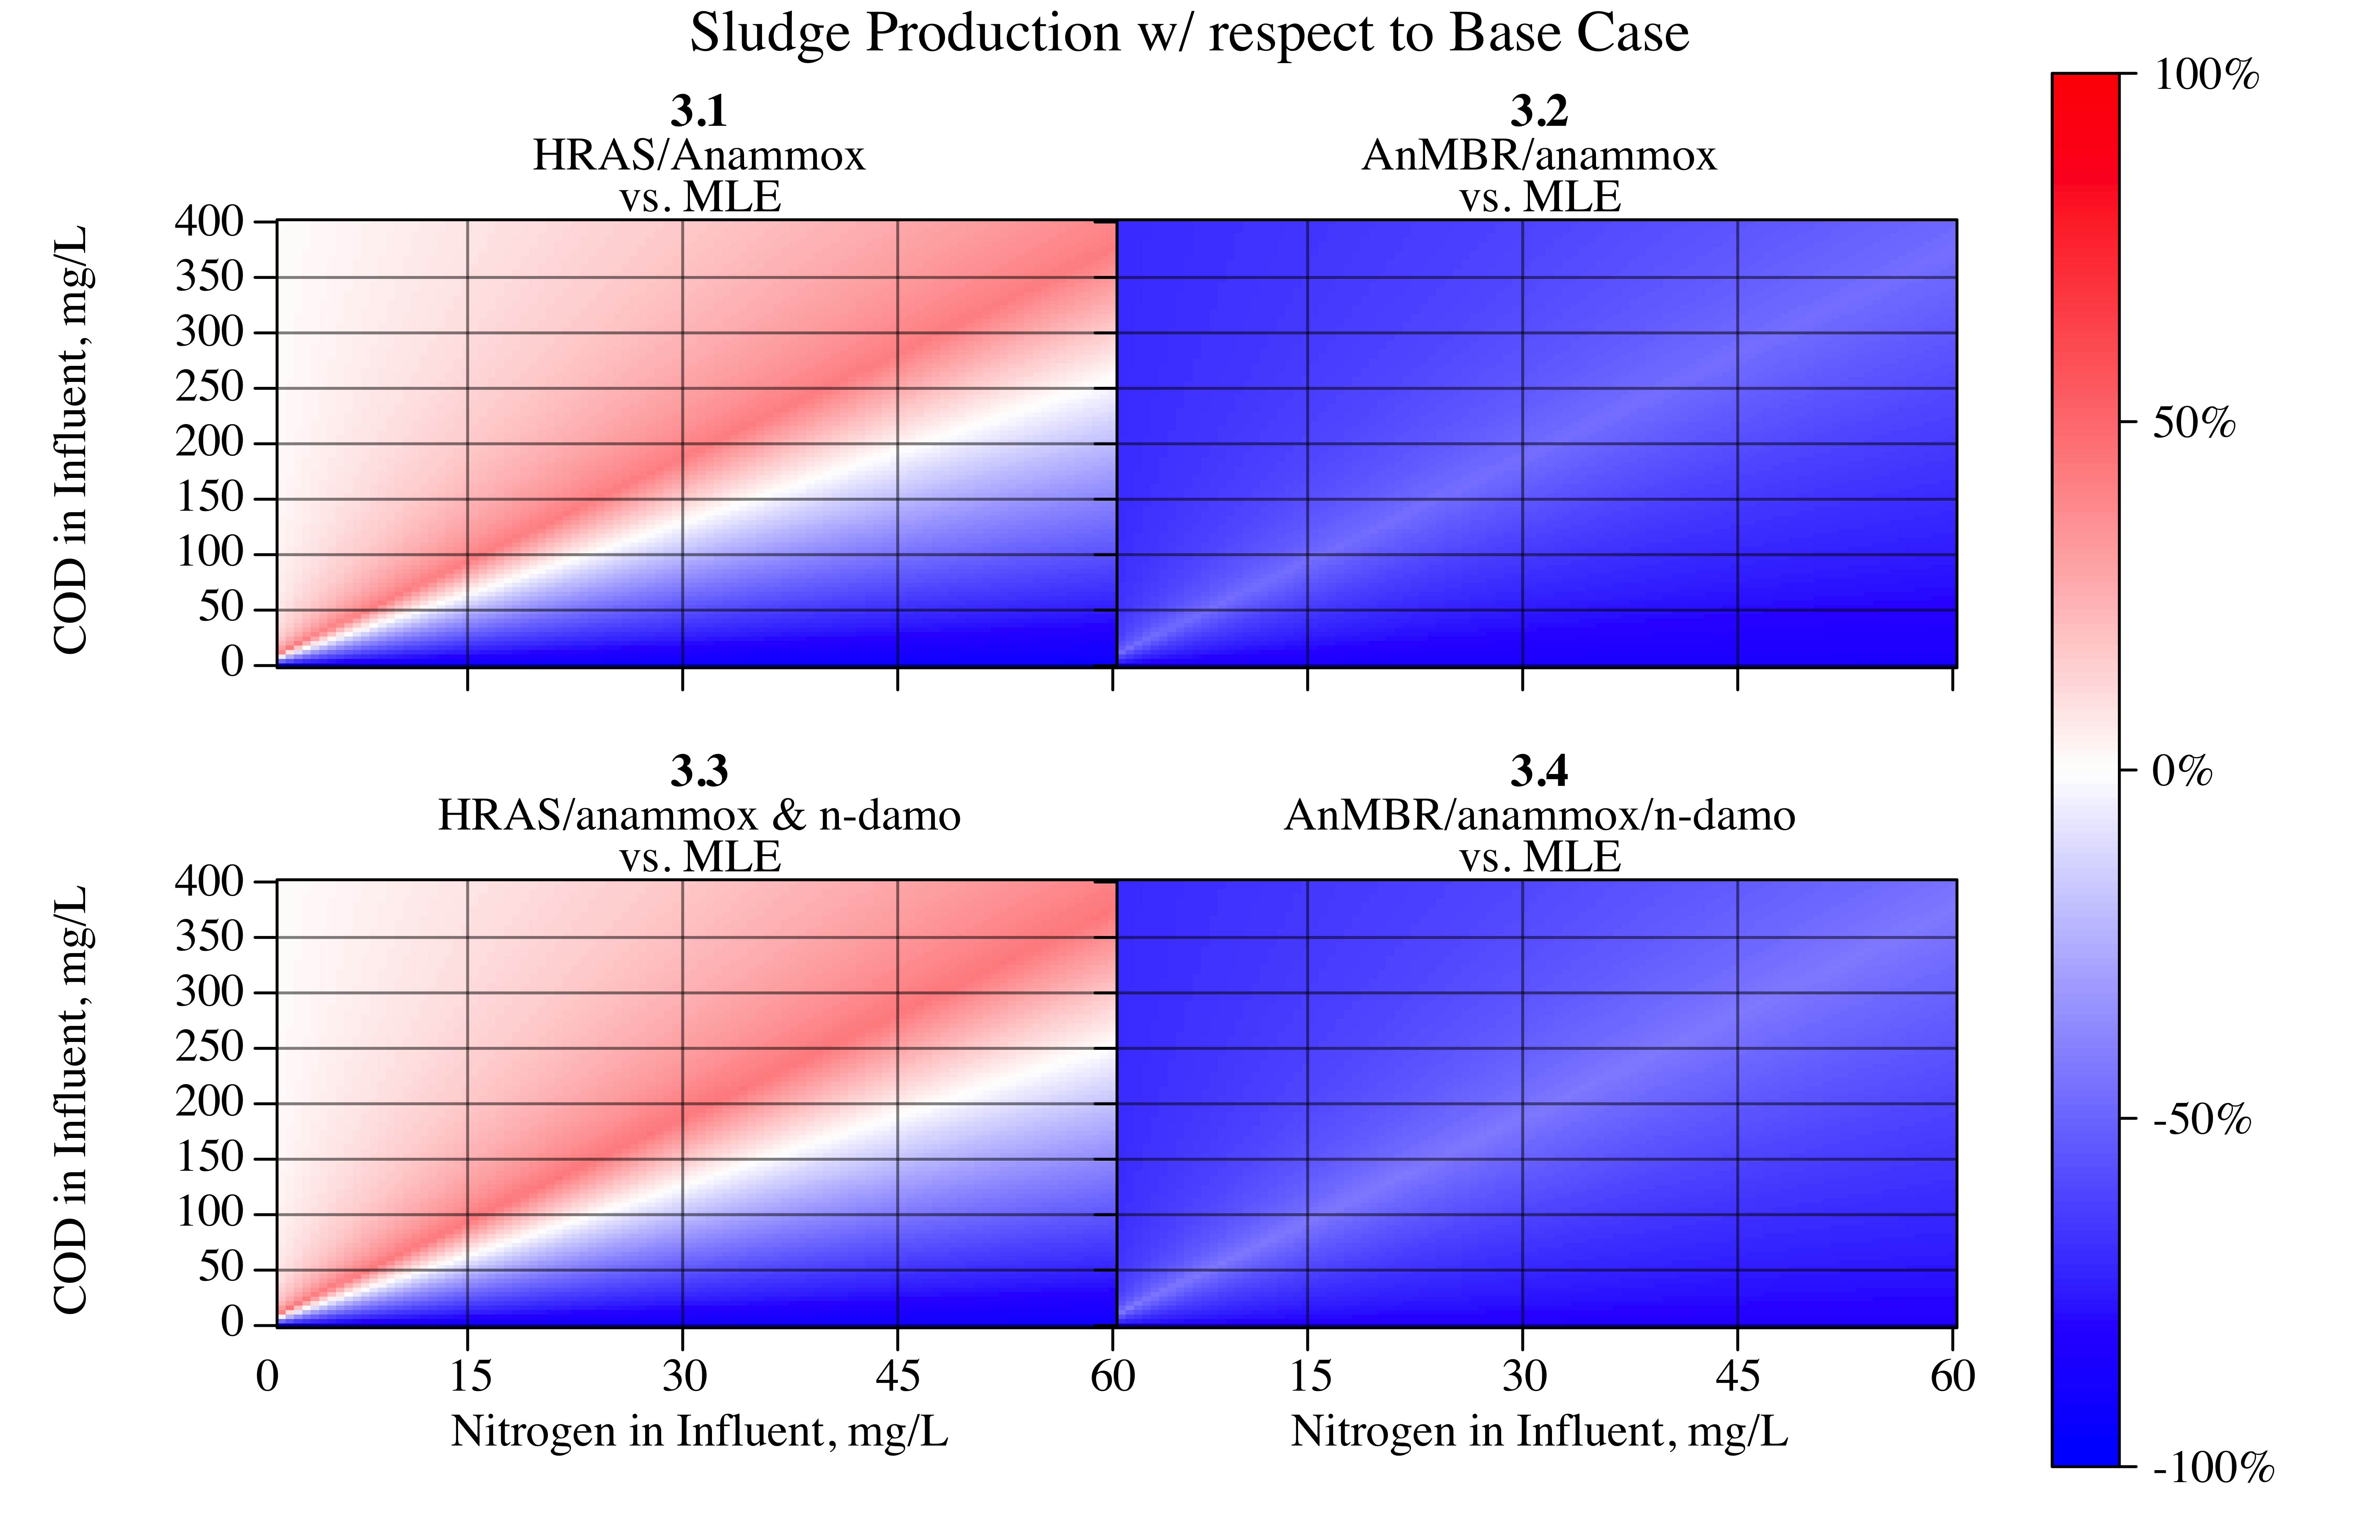 Sludge Production w/ respect to Base Case
3.1
HRAS/Anammox
vs. MLE
3.2
AnMBR/anammox
vs. MLE
COD in Influent, mg/L
400
350
300
250
200
150
100
50
0
3.3
HRAS/anammox & n-damo
vs. MLE
3.4
AnMBR/anammox/n-damo
vs. MLE
COD in Influent, mg/L
400
350
300
250
200
150
100
50
0
0 15 30 45 60 15 30 45 60
Nitrogen in Influent, mg/L
Nitrogen in Influent, mg/L
100%
50%
0%
-50%
-100%